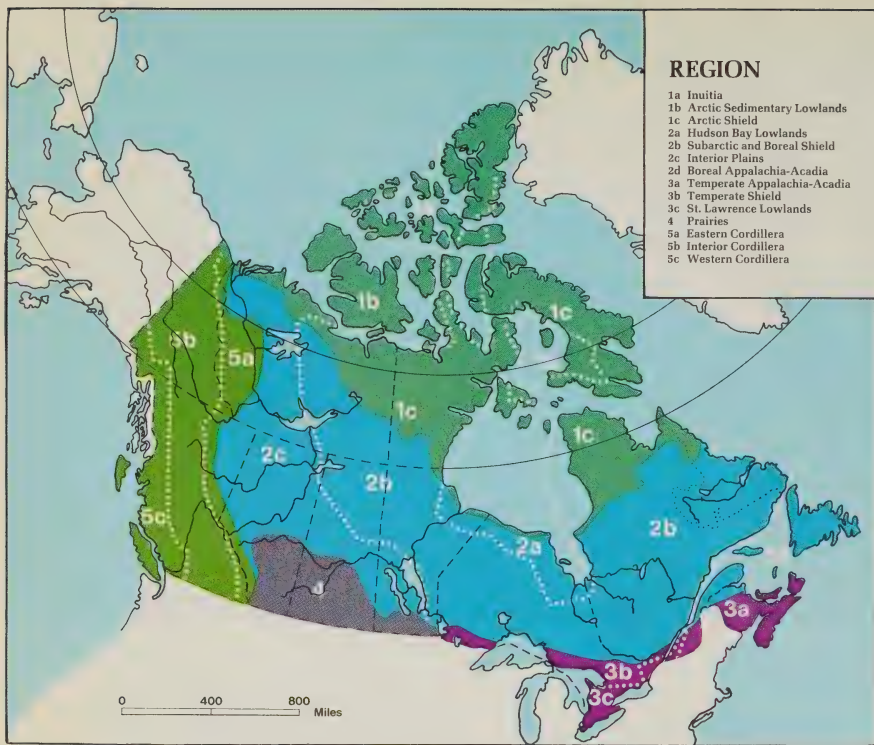 REGION
1a Inuitia
1b Arctic Sedimentary Lowlands
1c Arctic Shield
2a Hudson Bay Lowlands
2b Subarctic and Boreal Shield
2c Interior Plains
2d Boreal Appalachia-Acadia
3a Temperate Appalachia-Acadia
3b Temperate Shield
3c St. Lawrence Lowlands
4 Prairies
5a Eastern Cordillera
5b Interior Cordillera
5c Western Cordillera
1b
1c
5b
5a
1c
1c
2c
2b
5c
2a
2b
4
3a
3b
3c
0 400 800
Miles